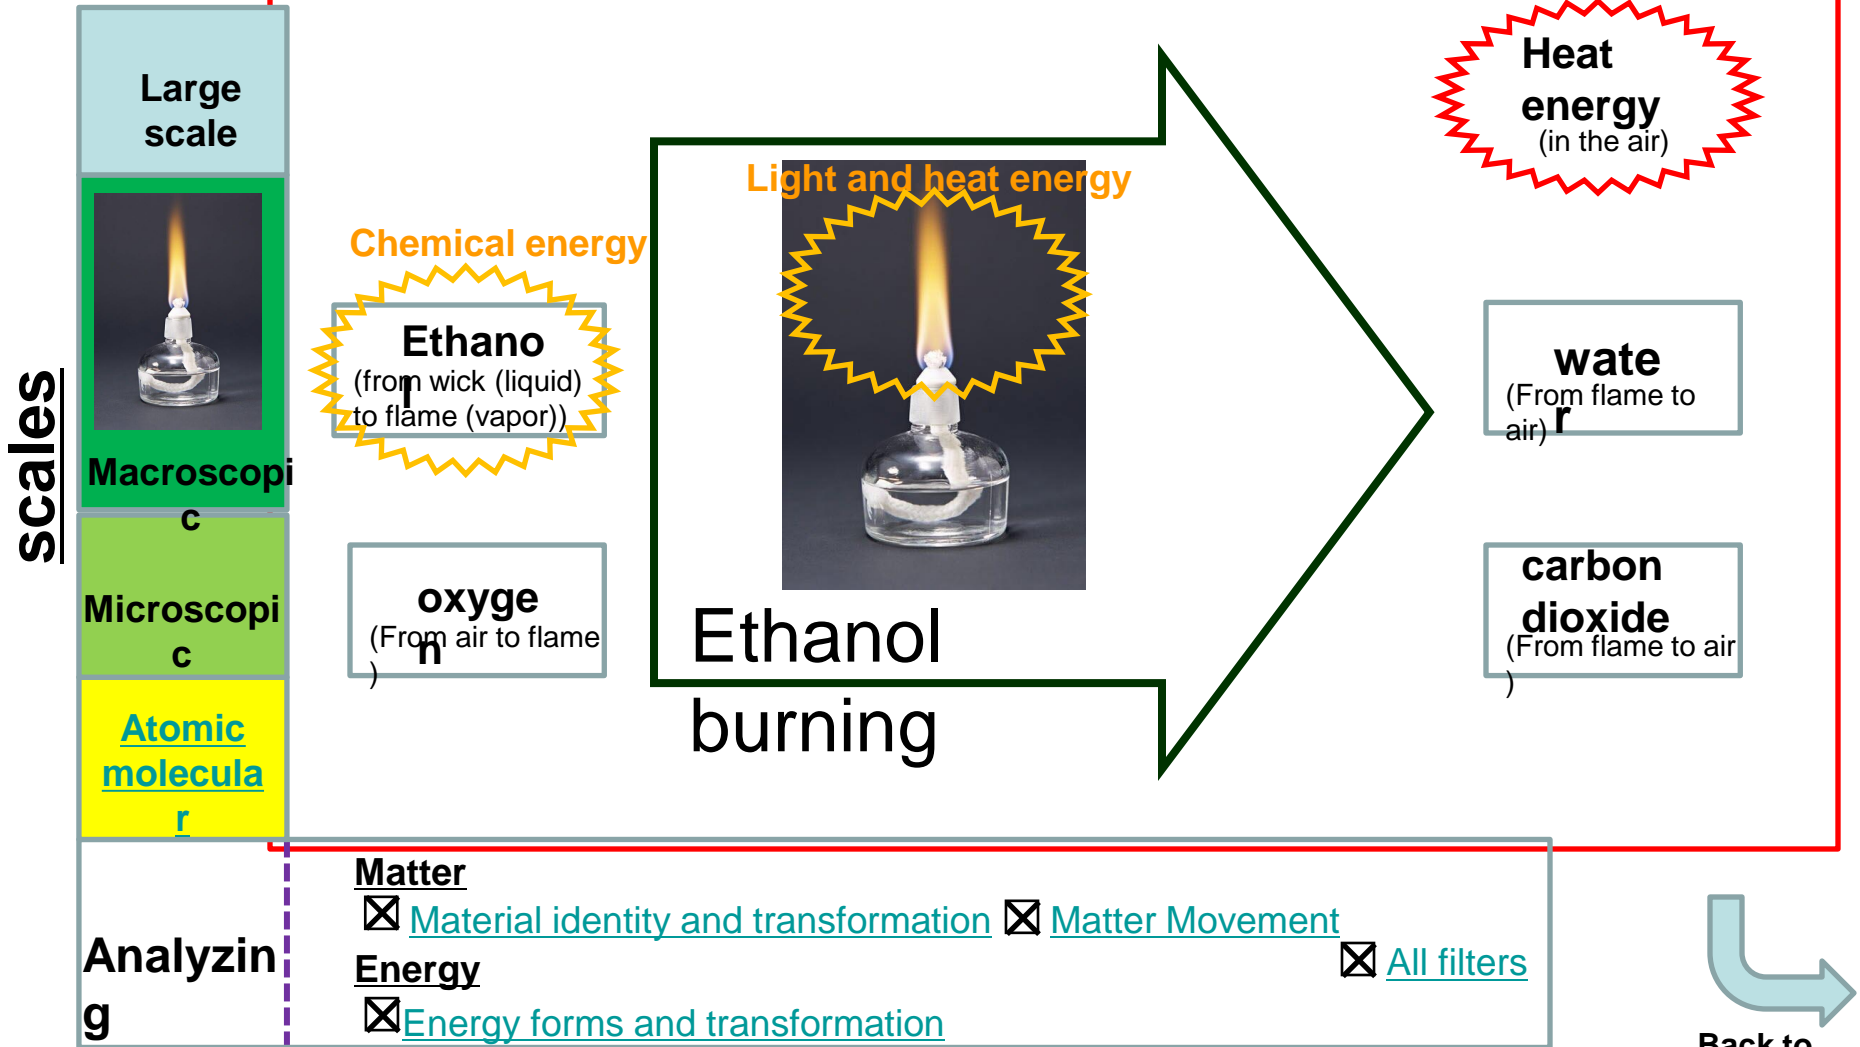 scales
Large
scale
Macroscopi
c
Microscopi
c
Atomic
molecula
r
Chemical energy
Ethano
l
(from wick (liquid)
to flame (vapor))
oxyge
n
(From air to flame
)
Light and heat energy
Ethanol
burning
Heat
energy
(in the air)
wate
r
(From flame to
air)
carbon
dioxide
(From flame to air
)
Analyzin
g
Matter
Material identity and transformation Matter Movement
All filters
Energy
Energy forms and transformation
Back to